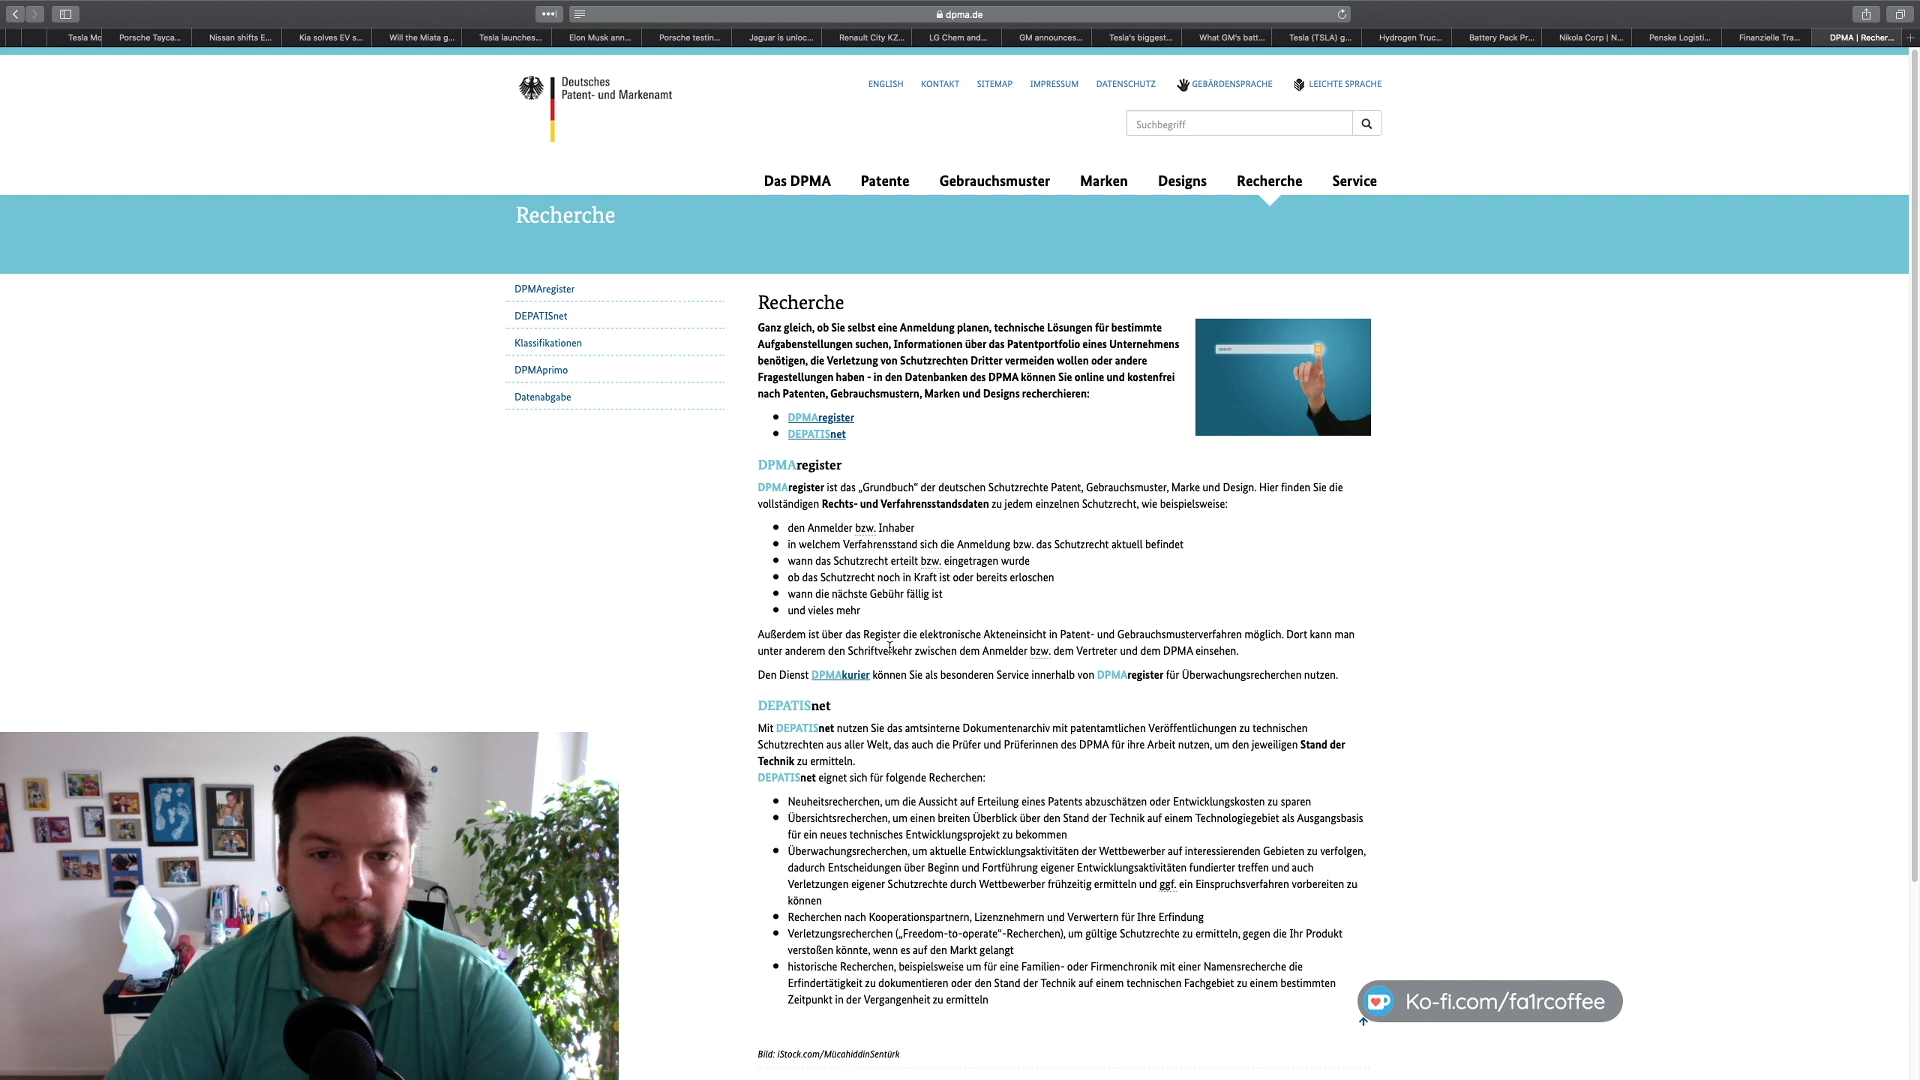 dpma.de
Tesla Mo
Porsche Tayca...
Nissan shifts E...
Kia solves EV s...
Will the Miata g...
Tesla launches...
Elon Musk ann...
Porsche testin...
Jaguar is unloc...
Renault City KZ...
LG Chem and...
GM announces...
Tesla's biggest...
What GM's batt...
Tesla (TSLA) g...
Hydrogen Truc...
Battery Pack Pr...
Nikola Corp | N...
Penske Logisti...
Finanzielle Tra...
DPMA | Recher...
Deutsches
Patent- und Markenamt
ENGLISH KONTAKT SITEMAP IMPRESSUM DATENSCHUTZ GEBÄRDENSPRACHE LEICHTE SPRACHE
Suchbegriff
Das DPMA Patente Gebrauchsmuster Marken Designs Recherche Service
Recherche
DPMAregister
DEPATISnet
Klassifikationen
DPMAprimo
Datenabgabe
Recherche
Ganz gleich, ob Sie selbst eine Anmeldung planen, technische Lösungen für bestimmte
Aufgabenstellungen suchen, Informationen über das Patentportfolio eines Unternehmens
benötigen, die Verletzung von Schutzrechten Dritter vermeiden wollen oder andere
Fragestellungen haben - in den Datenbanken des DPMA können Sie online und kostenfrei
nach Patenten, Gebrauchsmustern, Marken und Designs recherchieren:
DPMAregister
DEPATISnet
search
DPMAregister
DPMAregister ist das „Grundbuch“ der deutschen Schutzrechte Patent, Gebrauchsmuster, Marke und Design. Hier finden Sie die
vollständigen Rechts- und Verfahrensstandsdaten zu jedem einzelnen Schutzrecht, wie beispielsweise:
den Anmelder bzw. Inhaber
in welchem Verfahrensstand sich die Anmeldung bzw. das Schutzrecht aktuell befindet
wann das Schutzrecht erteilt bzw. eingetragen wurde
ob das Schutzrecht noch in Kraft ist oder bereits erloschen
wann die nächste Gebühr fällig ist
und vieles mehr
Außerdem ist über das Register die elektronische Akteneinsicht in Patent- und Gebrauchsmusterverfahren möglich. Dort kann man
unter anderem den Schriftverkehr zwischen dem Anmelder bzw. dem Vertreter und dem DPMA einsehen.
Den Dienst DPMAkurier können Sie als besonderen Service innerhalb von DPMAregister für Überwachungsrecherchen nutzen.
DEPATISnet
Mit DEPATISnet nutzen Sie das amtsinterne Dokumentenarchiv mit patentamtlichen Veröffentlichungen zu technischen
Schutzrechten aus aller Welt, das auch die Prüfer und Prüferinnen des DPMA für ihre Arbeit nutzen, um den jeweiligen Stand der
Technik zu ermitteln.
DEPATISnet eignet sich für folgende Recherchen:
Neuheitsrecherchen, um die Aussicht auf Erteilung eines Patents abzuschätzen oder Entwicklungskosten zu sparen
Übersichtsrecherchen, um einen breiten Überblick über den Stand der Technik auf einem Technologiegebiet als Ausgangsbasis
für ein neues technisches Entwicklungsprojekt zu bekommen
Überwachungsrecherchen, um aktuelle Entwicklungsaktivitäten der Wettbewerber auf interessierenden Gebieten zu verfolgen,
dadurch Entscheidungen über Beginn und Fortführung eigener Entwicklungsaktivitäten fundierter treffen und auch
Verletzungen eigener Schutzrechte durch Wettbewerber frühzeitig ermitteln und ggf. ein Einspruchsverfahren vorbereiten zu
können
Recherchen nach Kooperationspartnern, Lizenznehmern und Verwertern für Ihre Erfindung
Verletzungsrecherchen („Freedom-to-operate“-Recherchen), um gültige Schutzrechte zu ermitteln, gegen die Ihr Produkt
verstoßen könnte, wenn es auf den Markt gelangt
historische Recherchen, beispielsweise um für eine Familien- oder Firmenchronik mit einer Namensrecherche die
Erfindertätigkeit zu dokumentieren oder den Stand der Technik auf einem technischen Fachgebiet zu einem bestimmten
Zeitpunkt in der Vergangenheit zu ermitteln
Ko-fi.com/fa1rcoffee
Bild: iStock.com/MücahiddinSentürk